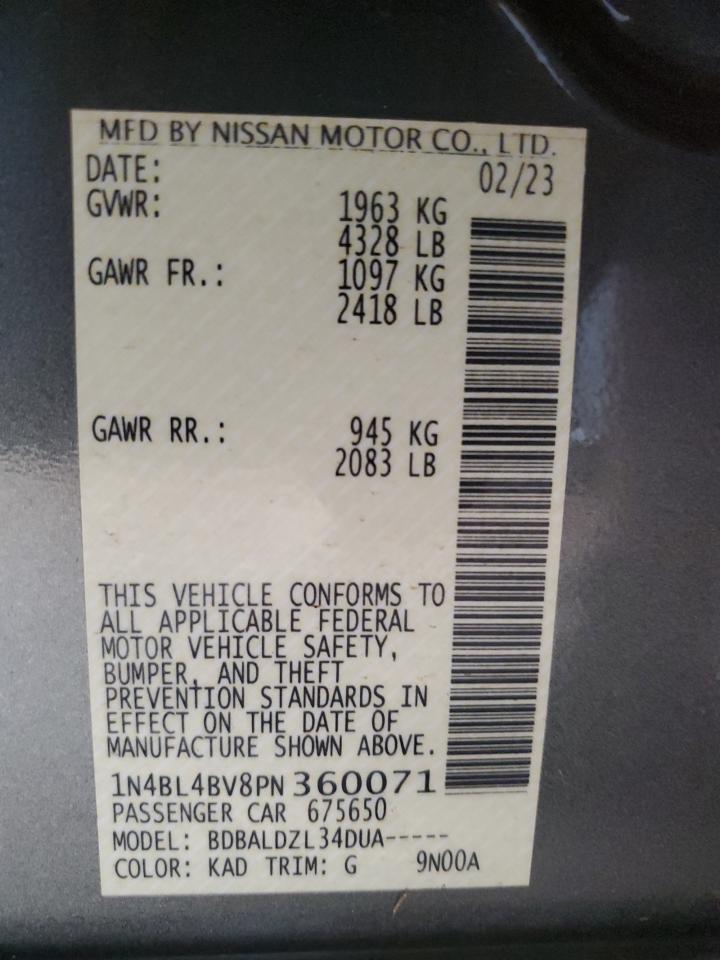 MFD BY NISSAN MOTOR CO., LTD.
DATE: 02/23
GVWR: 1963 KG
4328 LB
GAWR FR.: 1097 KG
2418 LB
GAWR RR.: 945 KG
2083 LB
THIS VEHICLE CONFORMS TO
ALL APPLICABLE FEDERAL
MOTOR VEHICLE SAFETY,
BUMPER, AND THEFT
PREVENTION STANDARDS IN
EFFECT ON THE DATE OF
MANUFACTURE SHOWN ABOVE.
1N4BL4BV8PN360071
PASSENGER CAR 675650
MODEL: BDBALDZL34DUA-----
COLOR: KAD TRIM: G 9N00A